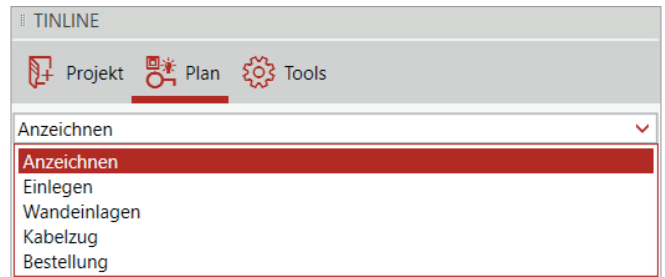 TINLINE
Projekt Plan Tools
Anzeichnen
Anzeichnen
Einlegen
Wandeinlagen
Kabelzug
Bestellung